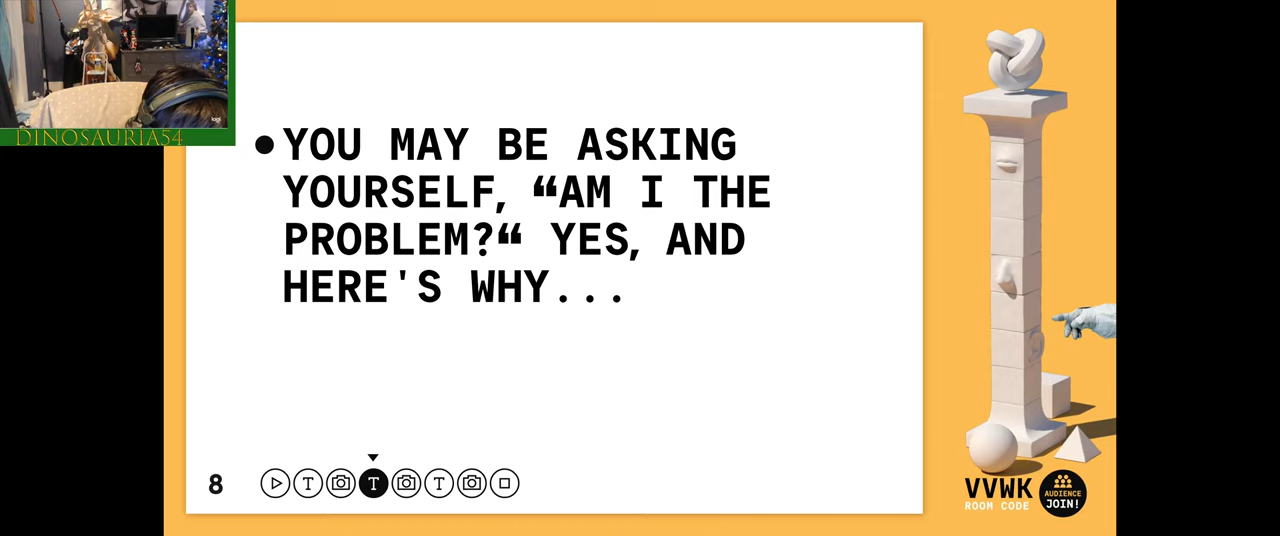 DINOSAURIA54
• YOU MAY BE ASKING
YOURSELF, ❝AM I THE
PROBLEM?❝ YES, AND
HERE'S WHY...
8
T
T
T
VVWK
ROOM CODE
AUDIENCE
JOIN!
logi